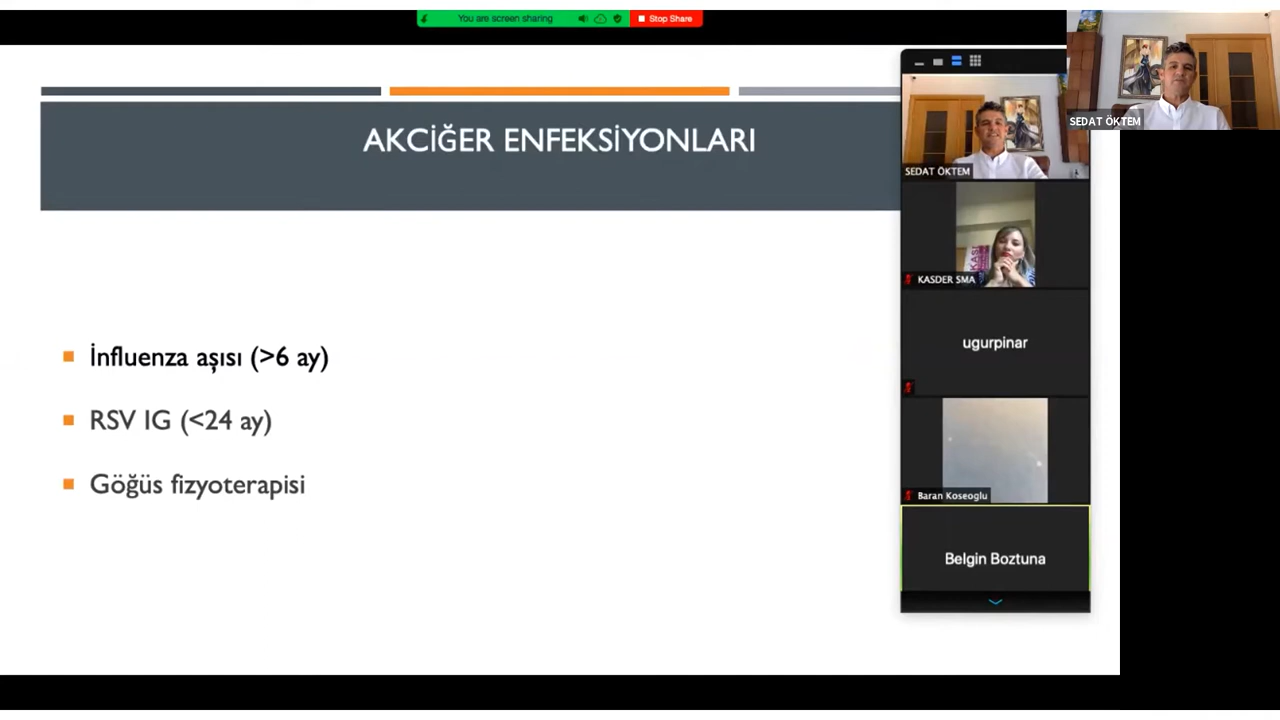 You are screen sharing
Stop Share
SEDAT ÖKTEM
AKCİĞER ENFEKSİYONLARI
İnfluenza aşısı (>6 ay)
RSV IG (<24 ay)
Göğüs fizyoterapisi
SEDAT ÖKTEM
KASDER SMA
ugurpinar
Baran Koseoglu
Belgin Boztuna